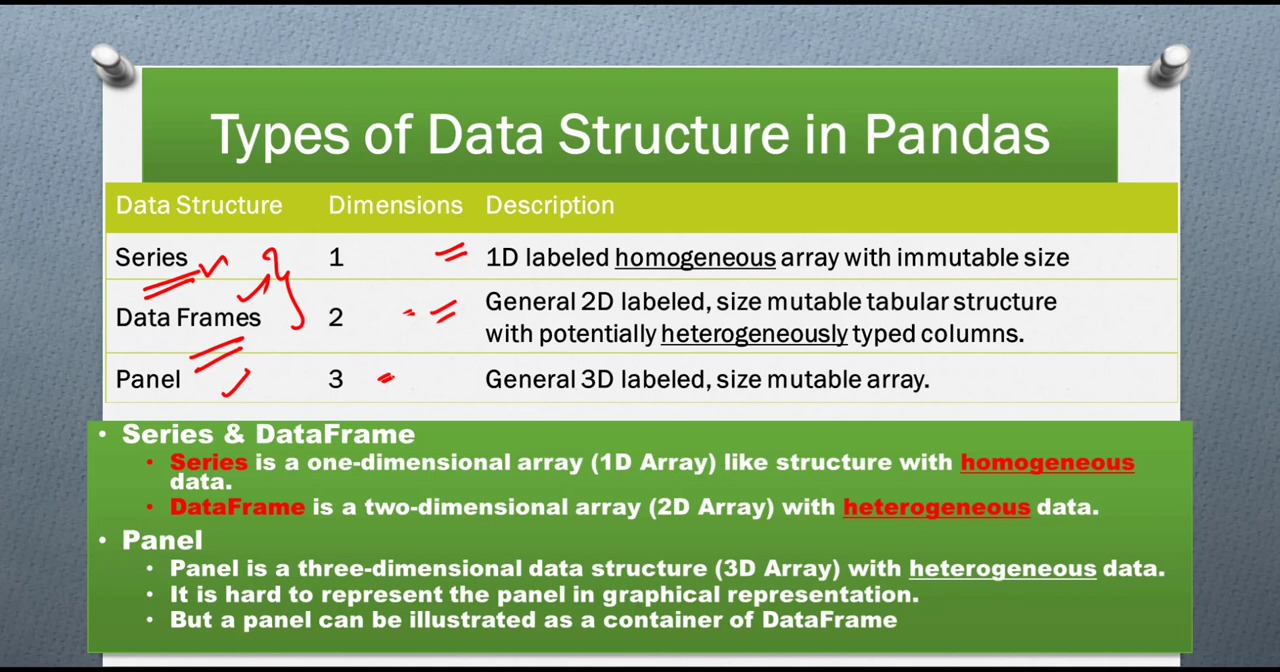 Types of Data Structure in Pandas
Data Structure Dimensions Description
Series 1 1D labeled homogeneous array with immutable size
Data Frames 2 General 2D labeled, size mutable tabular structure
with potentially heterogeneously typed columns.
Panel 3 General 3D labeled, size mutable array.
• Series & DataFrame
• Series is a one-dimensional array (1D Array) like structure with homogeneous
data.
• DataFrame is a two-dimensional array (2D Array) with heterogeneous data.
• Panel
• Panel is a three-dimensional data structure (3D Array) with heterogeneous data.
• It is hard to represent the panel in graphical representation.
• But a panel can be illustrated as a container of DataFrame